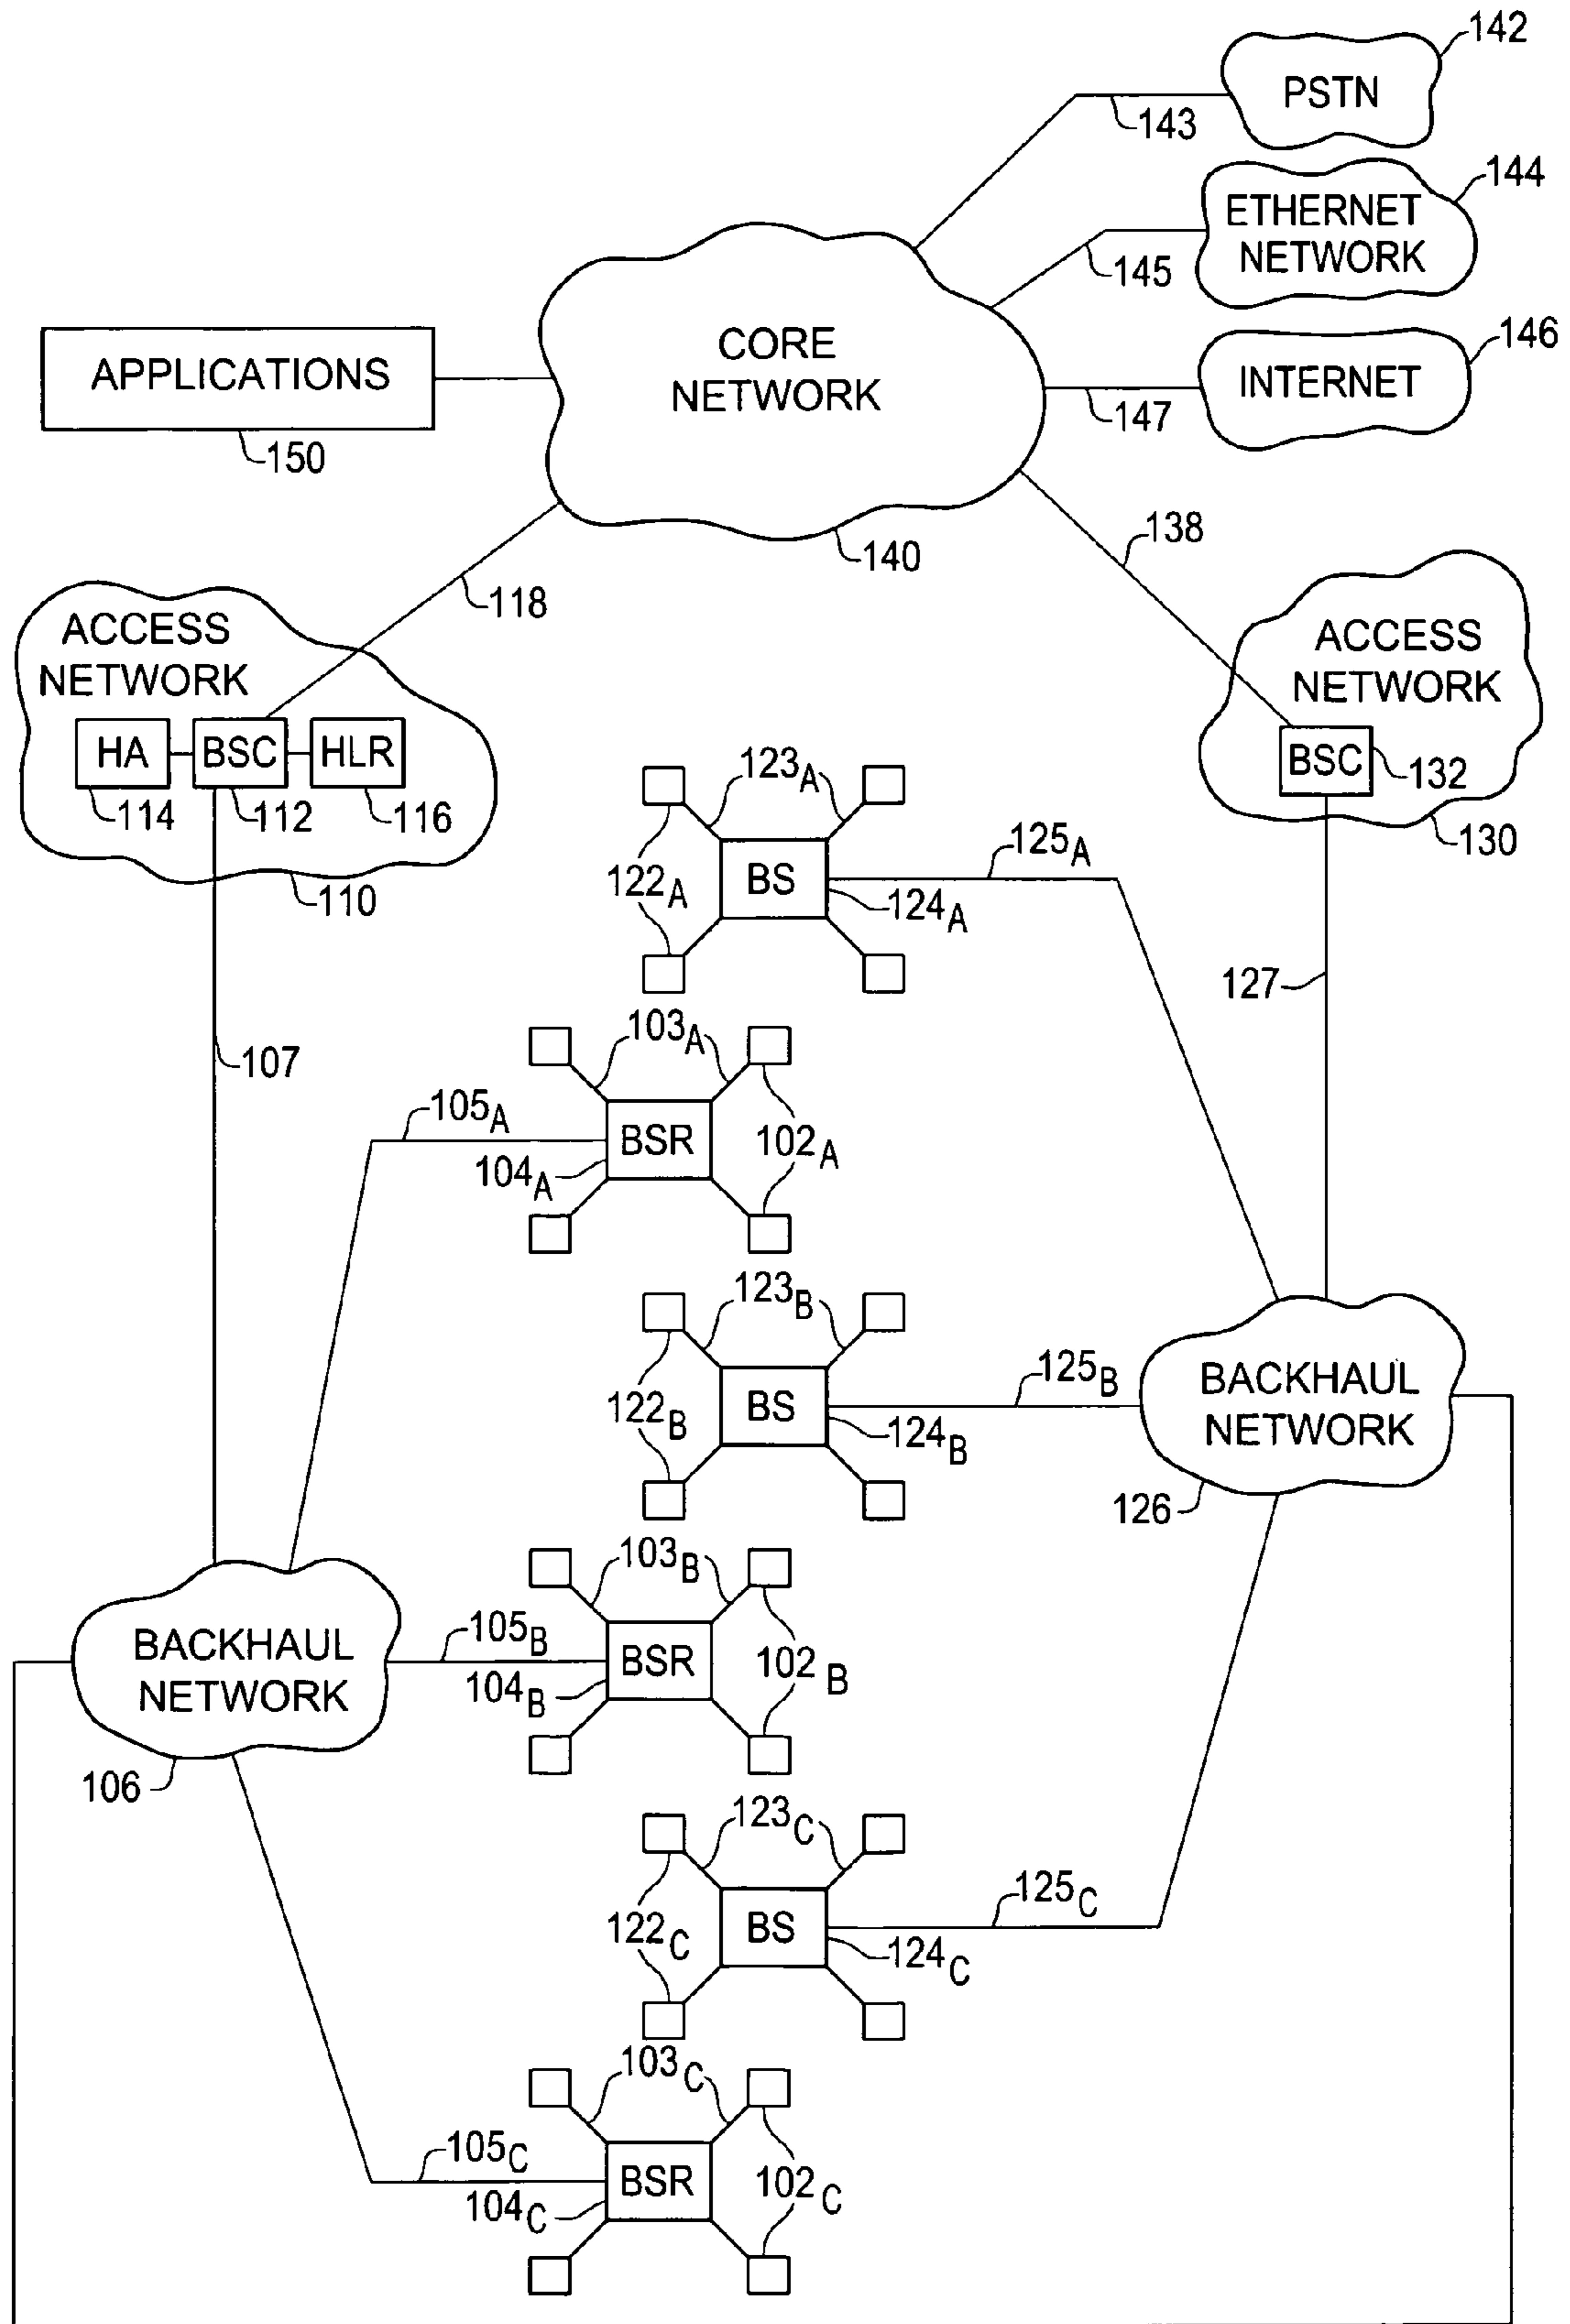 142
PSTN
143
144
ETHERNET
NETWORK
145
146
INTERNET
147
CORE
NETWORK
140
APPLICATIONS
150
118
138
ACCESS
NETWORK
HA
BSC
HLR
114
112
116
110
ACCESS
NETWORK
BSC
132
130
123A
122A
BS
125A
124A
127
107
103A
105A
BSR
104A
102A
123B
122B
BS
125B
124B
BACKHAUL
NETWORK
126
103B
BACKHAUL
NETWORK
105B
BSR
104B
102B
106
123C
122C
BS
125C
124C
103C
105C
BSR
104C
102C